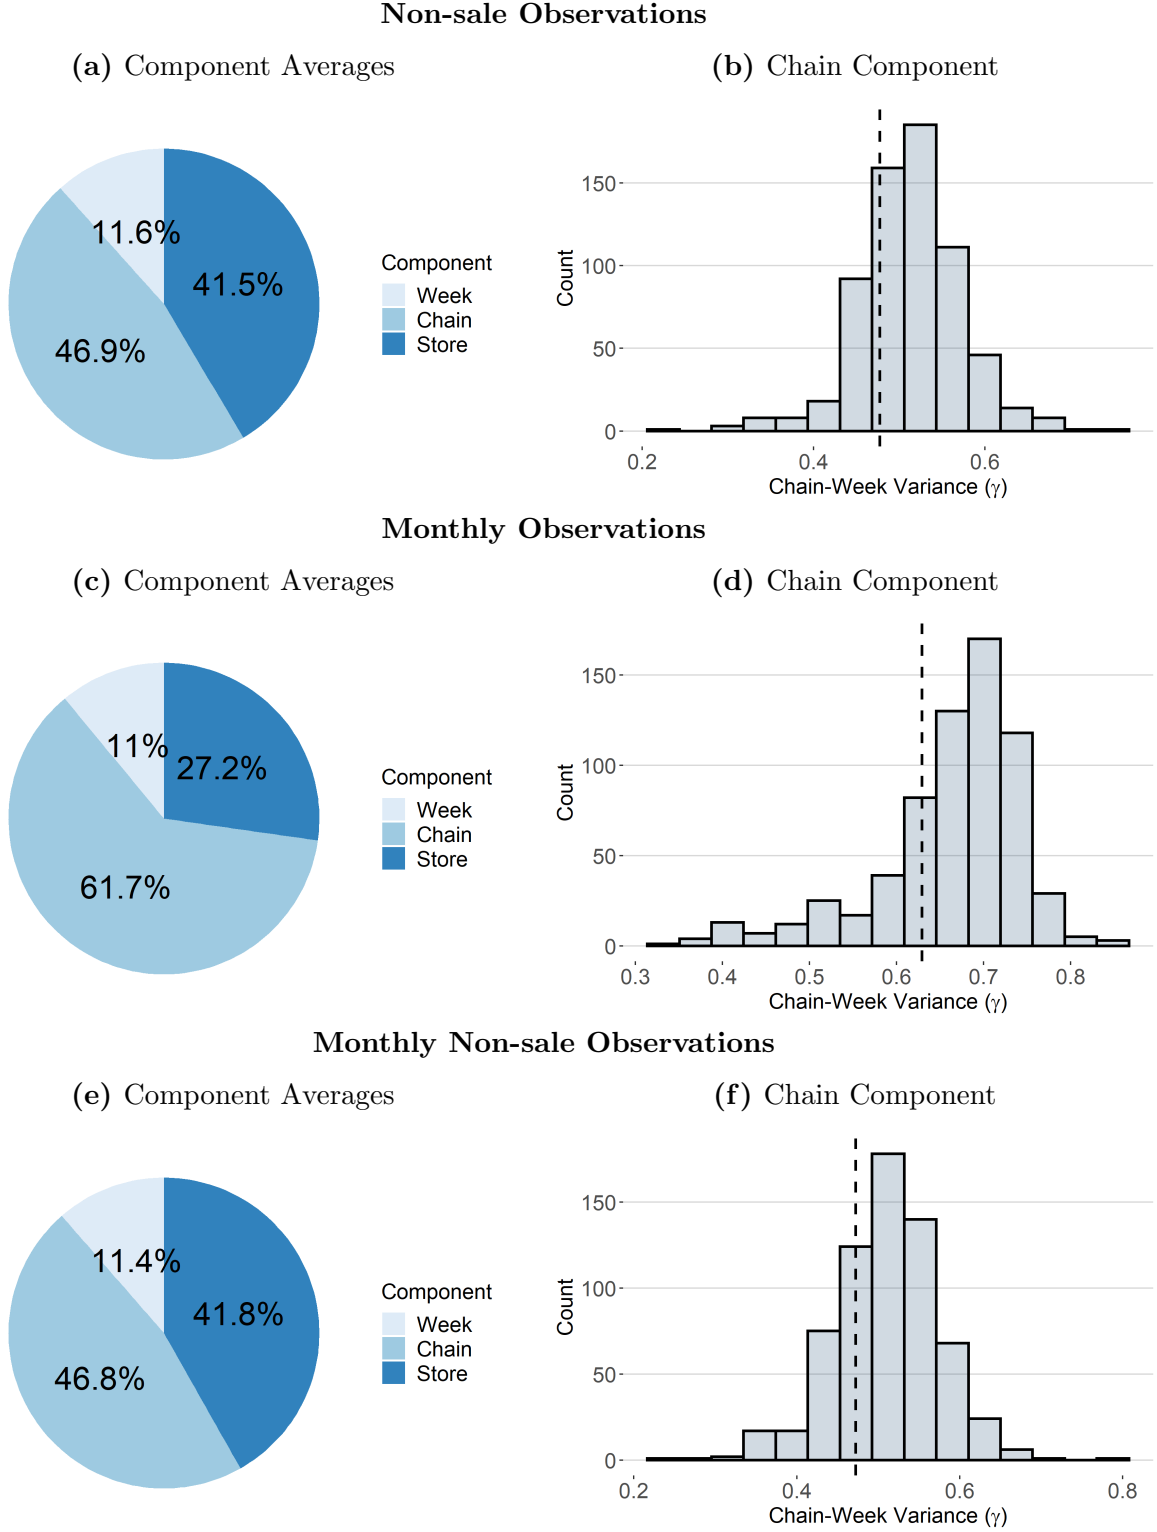 Non-sale Observations
(a) Component Averages
11.6%
41.5%
46.9%
Component
Week
Chain
Store
(b) Chain Component
Count
150
100
50
0
0.2 0.4 0.6
Chain-Week Variance (γ)
Monthly Observations
(c) Component Averages
11%
27.2%
61.7%
Component
Week
Chain
Store
(d) Chain Component
Count
150
100
50
0
0.3 0.4 0.5 0.6 0.7 0.8
Chain-Week Variance (γ)
Monthly Non-sale Observations
(e) Component Averages
11.4%
41.8%
46.8%
Component
Week
Chain
Store
(f) Chain Component
Count
150
100
50
0
0.2 0.4 0.6 0.8
Chain-Week Variance (γ)